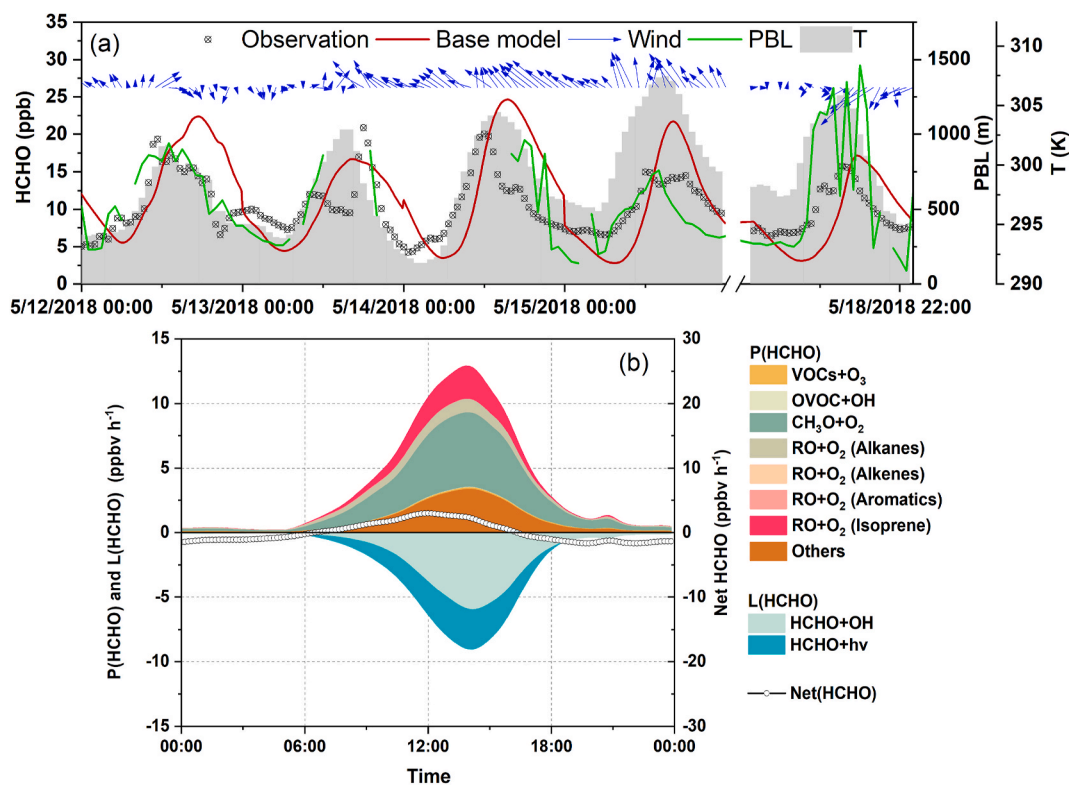 (a) Observation Base model Wind PBL T
HCHO (ppb)
35
30
25
20
15
10
5
0
1500
1000
500
0
PBL (m)
310
305
300
295
290
T (K)
5/12/2018 00:00 5/13/2018 00:00 5/14/2018 00:00 5/15/2018 00:00 5/18/2018 22:00
(b)
P(HCHO) and L(HCHO) (ppbv h⁻¹)
15
10
5
0
-5
-10
-15
30
20
10
0
-10
-20
-30
Net HCHO (ppbv h⁻¹)
00:00 06:00 12:00 18:00 00:00
Time
P(HCHO)
VOCs+O₃
OVOC+OH
CH₃O+O₂
RO+O₂ (Alkanes)
RO+O₂ (Alkenes)
RO+O₂ (Aromatics)
RO+O₂ (Isoprene)
Others
L(HCHO)
HCHO+OH
HCHO+hv
Net(HCHO)